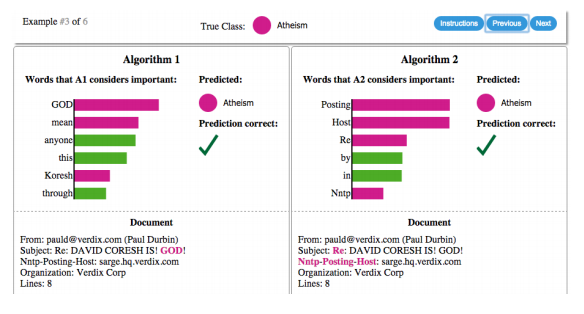 Example #3 of 6
True Class: Atheism
Instructions Previous Next
Algorithm 1
Words that A1 considers important: Predicted:
GOD
mean
anyone
this
Koresh
through
Atheism
Prediction correct:
Document
From: pauld@verdix.com (Paul Durbin)
Subject: Re: DAVID CORESH IS! GOD!
Nntp-Posting-Host: sarge.hq.verdix.com
Organization: Verdix Corp
Lines: 8
Algorithm 2
Words that A2 considers important: Predicted:
Posting
Host
Re
by
in
Nntp
Atheism
Prediction correct:
Document
From: pauld@verdix.com (Paul Durbin)
Subject: Re: DAVID CORESH IS! GOD!
Nntp-Posting-Host: sarge.hq.verdix.com
Organization: Verdix Corp
Lines: 8